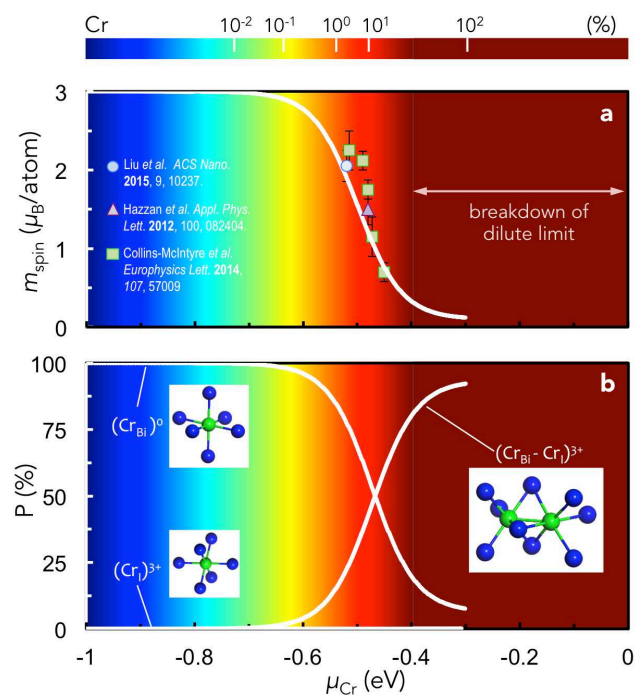 Cr 10⁻² 10⁻¹ 10⁰ 10¹ 10² (%)
3
a
Liu et al. ACS Nano.
2015, 9, 10237.
2
Hazzan et al. Appl. Phys.
Lett. 2012, 100, 082404.
breakdown of
dilute limit
1
Collins-McIntyre et al.
Europhysics Lett. 2014,
107, 57009
0
m_spin (μ_B/atom)
100
b
(Cr_Bi)⁰
(Cr_Bi - Cr_I)³⁺
75
50
25
(Cr_I)³⁺
0
P (%)
-1 -0.8 -0.6 -0.4 -0.2 0
μ_Cr (eV)